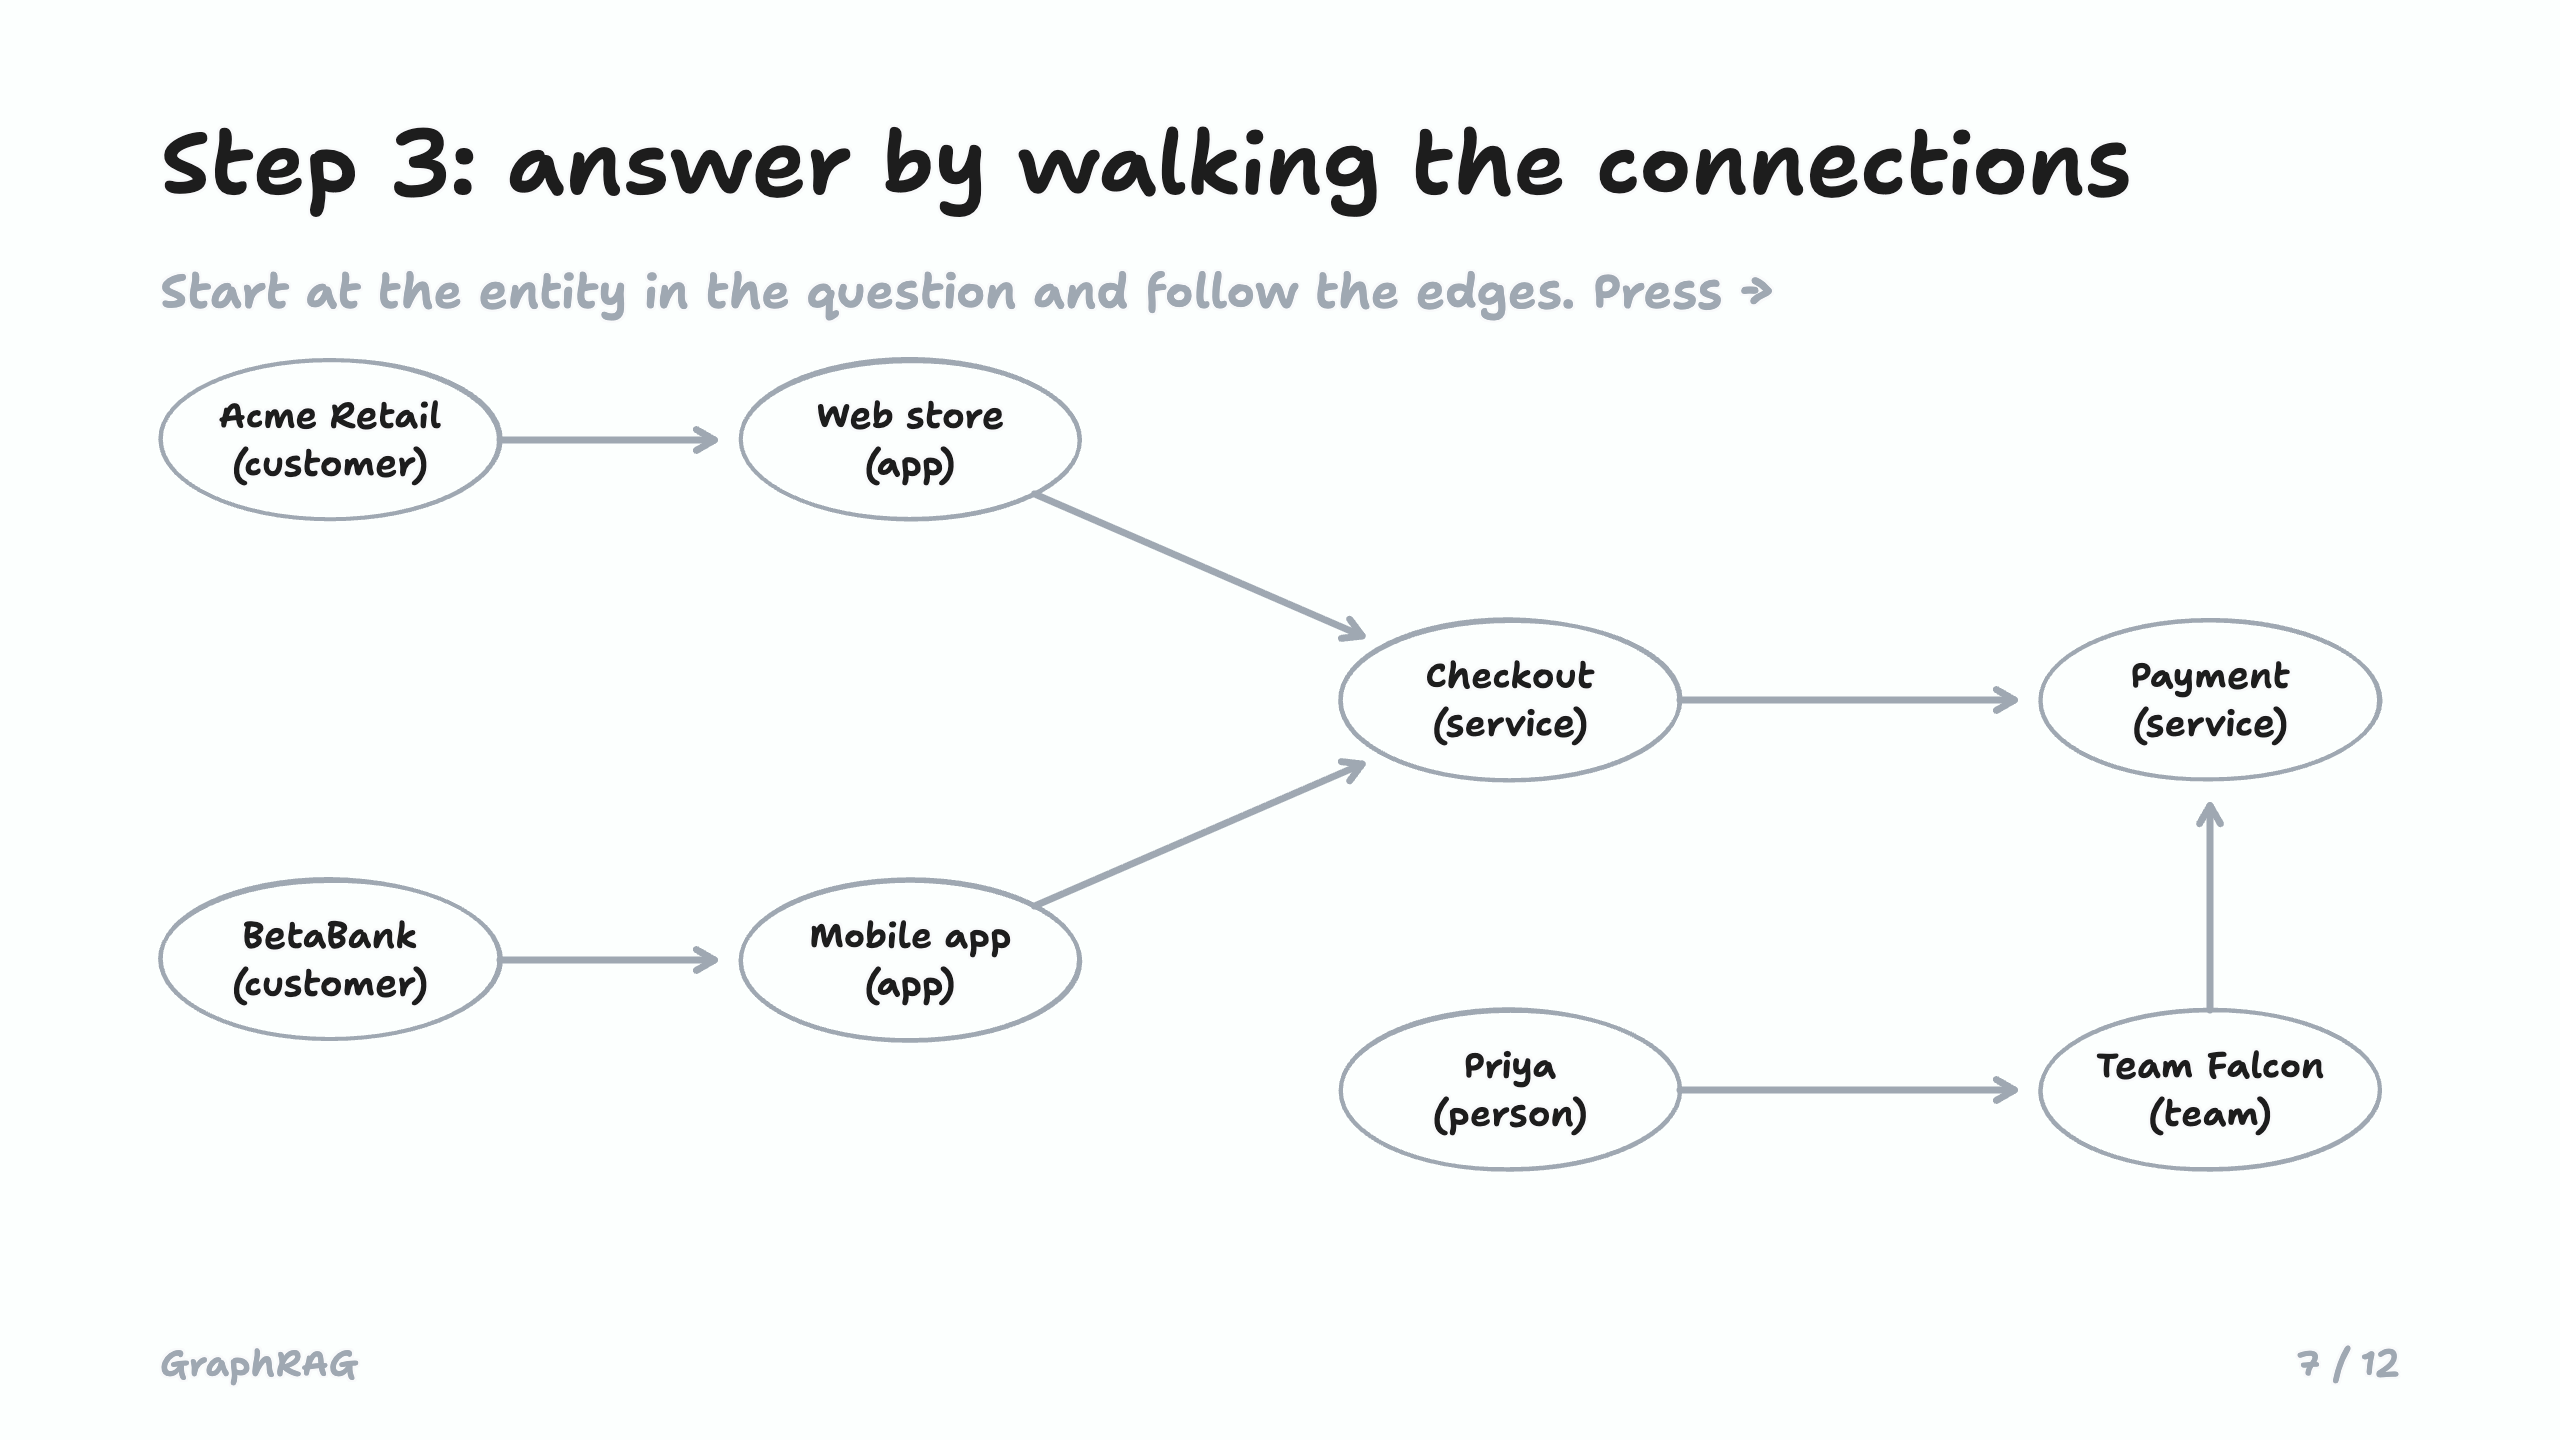 Step 3: answer by walking the connections
Start at the entity in the question and follow the edges. Press →
Acme Retail
(customer)
Web store
(app)
Checkout
(service)
Payment
(service)
BetaBank
(customer)
Mobile app
(app)
Priya
(person)
Team Falcon
(team)
GraphRAG
7 / 12